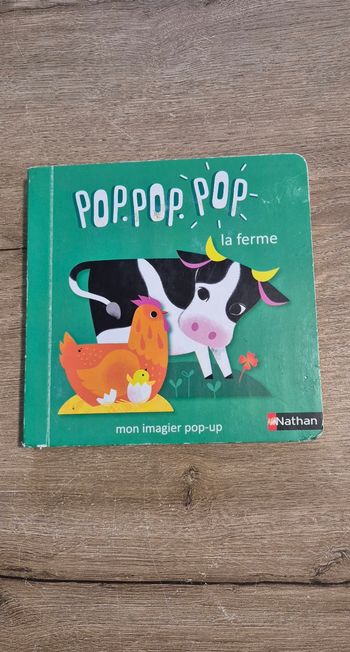 POP.POP.POP
la ferme
mon imagier pop-up
Nathan